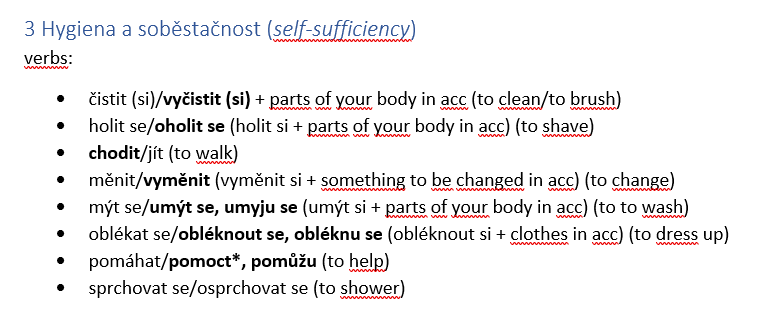 3 Hygiena a soběstačnost (self-sufficiency)
verbs:
• čistit (si)/vyčistit (si) + parts of your body in acc (to clean/to brush)
• holit se/oholit se (holit si + parts of your body in acc) (to shave)
• chodit/jít (to walk)
• měnit/vyměnit (vyměnit si + something to be changed in acc) (to change)
• mýt se/umýt se, umyju se (umýt si + parts of your body in acc) (to to wash)
• oblékat se/obléknout se, obléknu se (obléknout si + clothes in acc) (to dress up)
• pomáhat/pomoct*, pomůžu (to help)
• sprchovat se/osprchovat se (to shower)